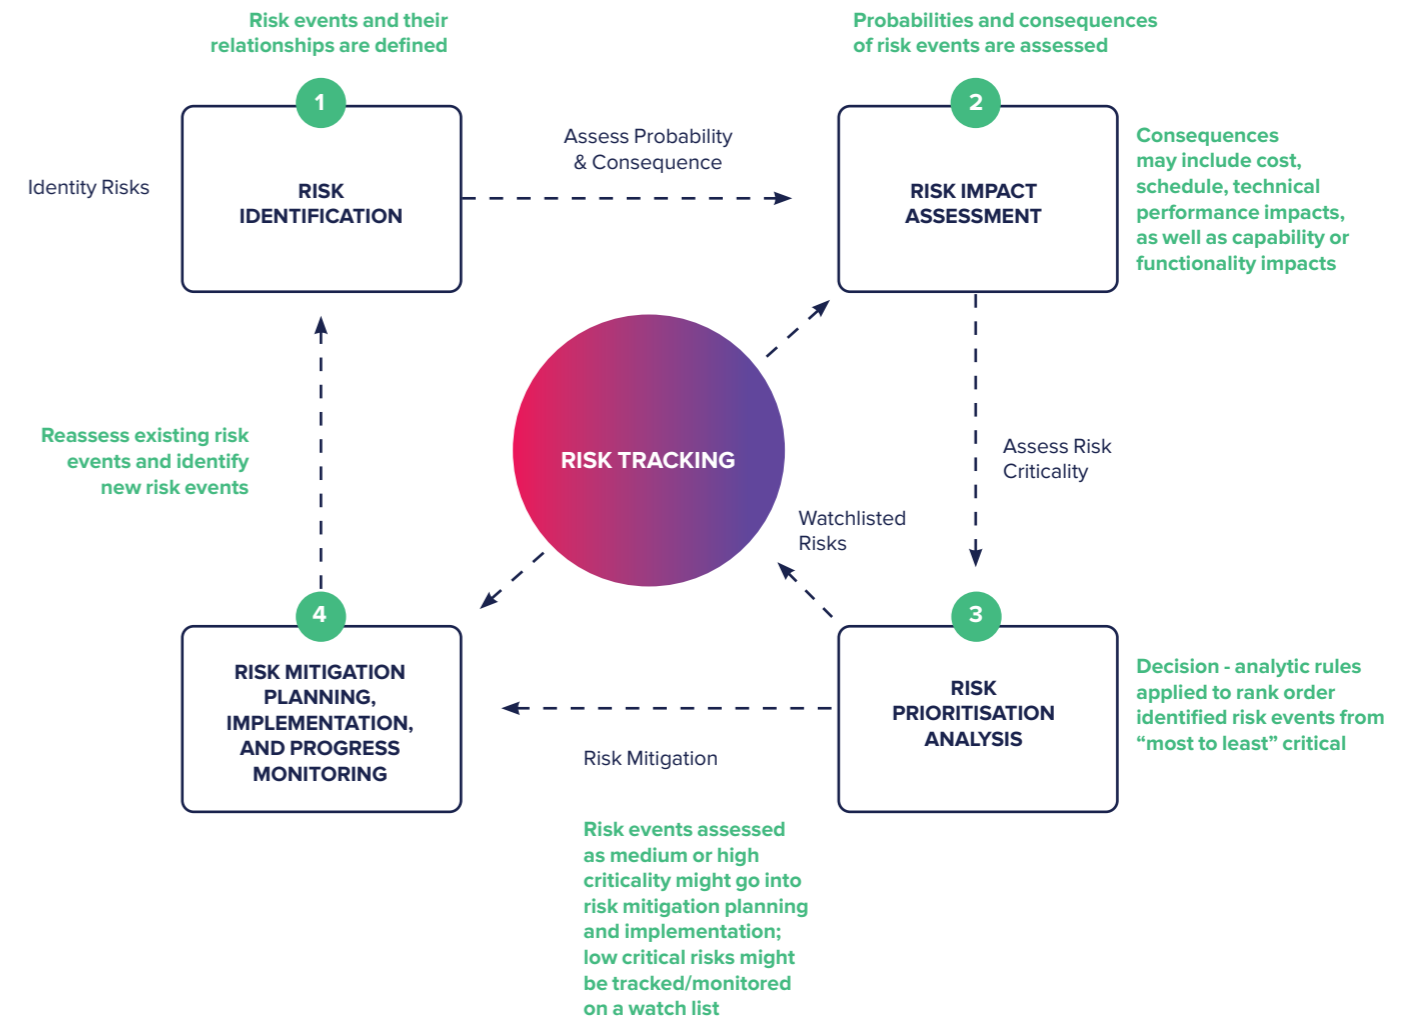 Risk events and their
relationships are defined
Probabilities and consequences
of risk events are assessed
1
2
Identity Risks
RISK
IDENTIFICATION
Assess Probability
& Consequence
RISK IMPACT
ASSESSMENT
Consequences
may include cost,
schedule, technical
performance impacts,
as well as capability or
functionality impacts
Reassess existing risk
events and identify
new risk events
RISK TRACKING
Assess Risk
Criticality
Watchlisted
Risks
4
3
RISK MITIGATION
PLANNING,
IMPLEMENTATION,
AND PROGRESS
MONITORING
Risk Mitigation
RISK
PRIORITISATION
ANALYSIS
Decision - analytic rules
applied to rank order
identified risk events from
“most to least” critical
Risk events assessed
as medium or high
criticality might go into
risk mitigation planning
and implementation;
low critical risks might
be tracked/monitored
on a watch list